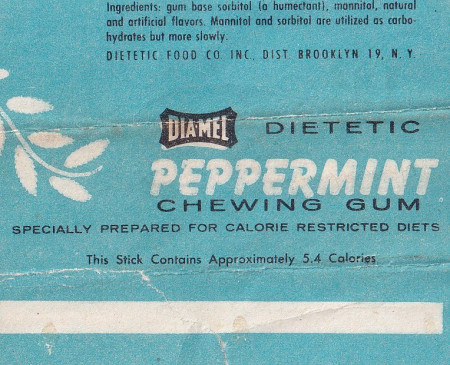 Ingredients: gum base sorbitol (a humectant), mannitol, natural
and artificial flavors. Mannitol and sorbitol are utilized as carbo-
hydrates but more slowly.
DIETETIC FOOD CO INC, DIST. BROOKLYN 19, N. Y.
DIA-MEL DIETETIC
PEPPERMINT
CHEWING GUM
SPECIALLY PREPARED FOR CALORIE RESTRICTED DIETS
This Stick Contains Approximately 5.4 Calories